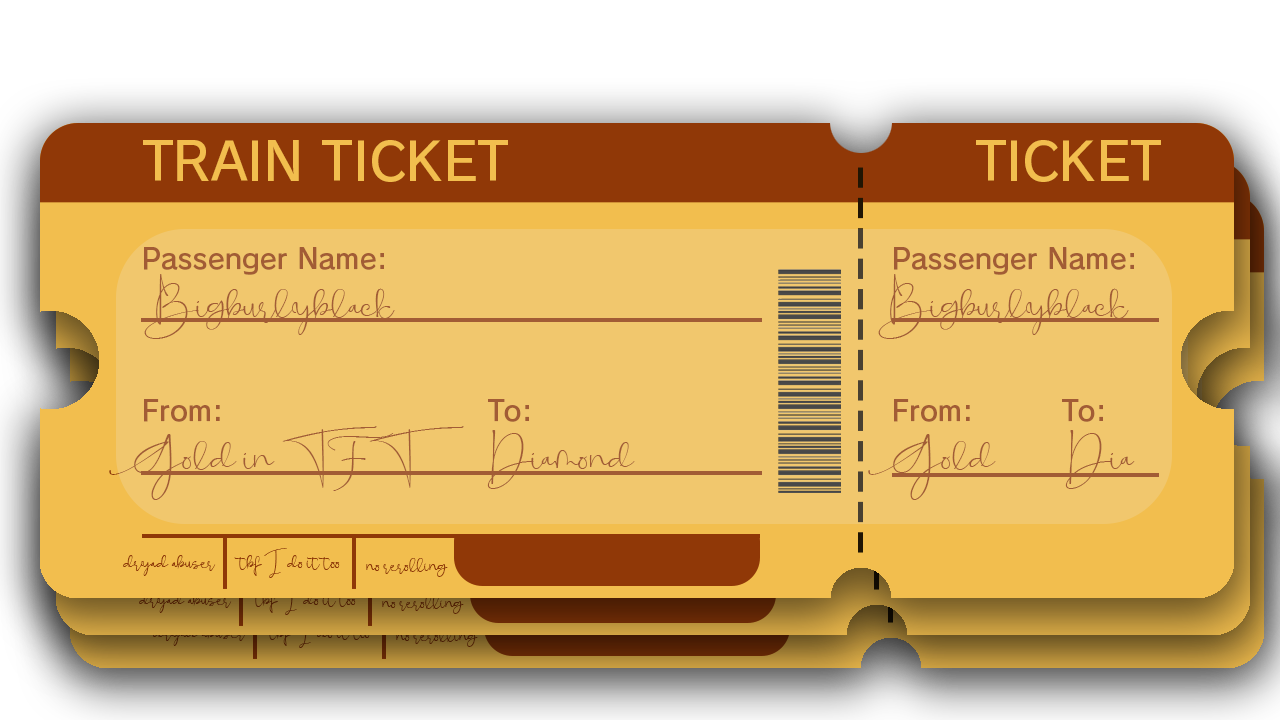 TRAIN TICKET
TICKET
Passenger Name:
Bigburlyblack
From:
To:
Gold in TFT
Diamond
dryad abuser
tbf I do it too
no rerolling
Passenger Name:
Bigburlyblack
From:
To:
Gold
Dia
dryad abuser
tbf I do it too
no rerolling
dryad abuser
tbf I do it too
no rerolling